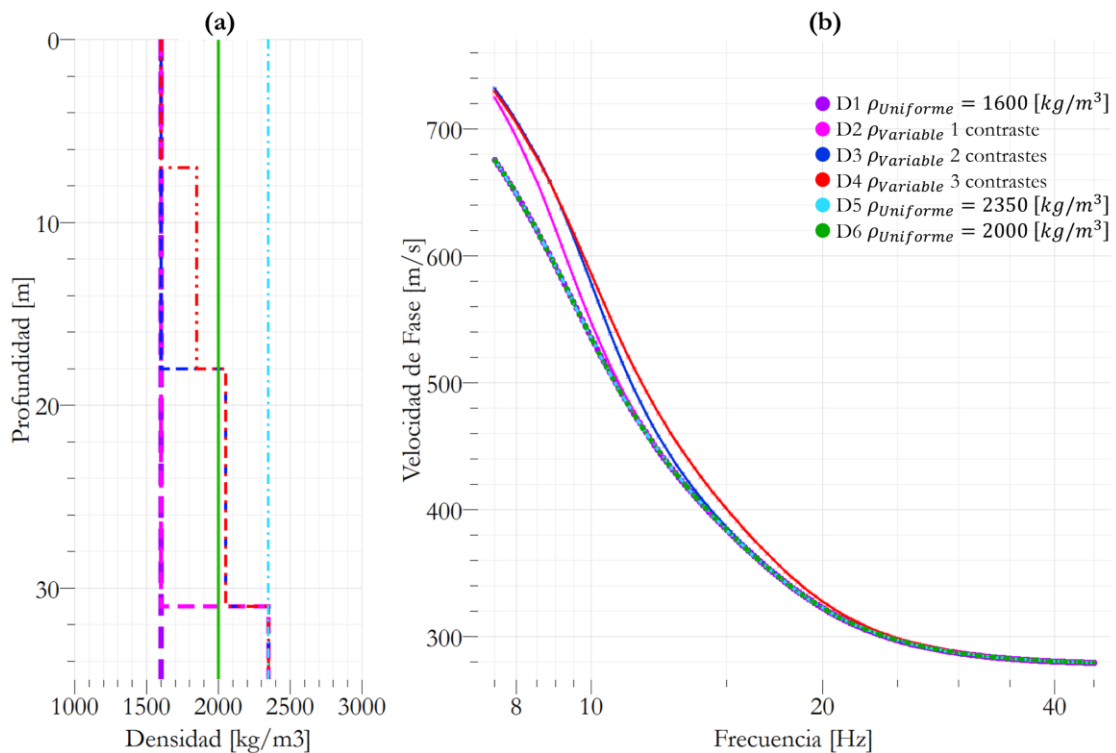 (a)
0
10
20
30
Profundidad [m]
1000 1500 2000 2500 3000
Densidad [kg/m3]
(b)
700
600
500
400
300
Velocidad de Fase [m/s]
D1 ρUniforme = 1600 [kg/m³]
D2 ρVariable 1 contraste
D3 ρVariable 2 contrastes
D4 ρVariable 3 contrastes
D5 ρUniforme = 2350 [kg/m³]
D6 ρUniforme = 2000 [kg/m³]
8 10 20 40
Frecuencia [Hz]